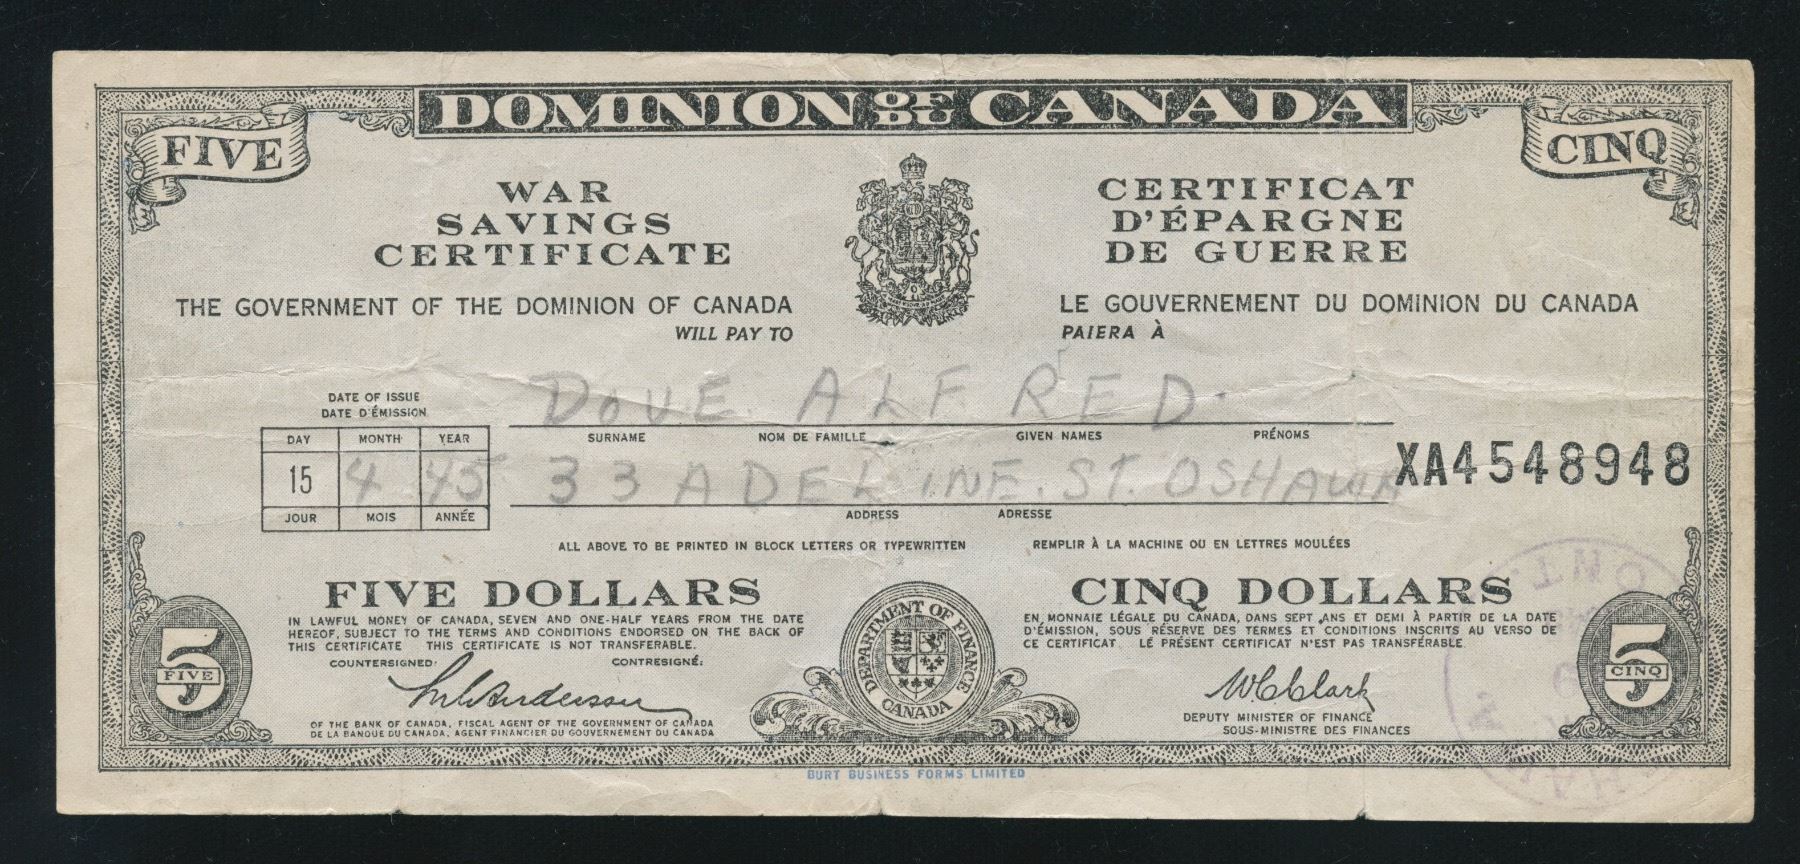 DOMINION OF DU CANADA
FIVE
CINQ
WAR
SAVINGS
CERTIFICATE
CERTIFICAT
D'ÉPARGNE
DE GUERRE
THE GOVERNMENT OF THE DOMINION OF CANADA
WILL PAY TO
LE GOUVERNEMENT DU DOMINION DU CANADA
PAIERA À
DATE OF ISSUE
DATE D'ÉMISSION
DOVE. ALFRED.
SURNAME NOM DE FAMILLE GIVEN NAMES PRÉNOMS
DAY MONTH YEAR
15 4 45
JOUR MOIS ANNÉE
33 ADELINE. ST. OSHAWA
XA4548948
ADDRESS ADRESSE
ALL ABOVE TO BE PRINTED IN BLOCK LETTERS OR TYPEWRITTEN
REMPLIR À LA MACHINE OU EN LETTRES MOULÉES
FIVE DOLLARS
IN LAWFUL MONEY OF CANADA, SEVEN AND ONE-HALF YEARS FROM THE DATE
HEREOF, SUBJECT TO THE TERMS AND CONDITIONS ENDORSED ON THE BACK OF
THIS CERTIFICATE THIS CERTIFICATE IS NOT TRANSFERABLE.
COUNTERSIGNED: CONTRESIGNÉ:
OF THE BANK OF CANADA, FISCAL AGENT OF THE GOVERNMENT OF CANADA
DE LA BANQUE DU CANADA, AGENT FINANCIER DU GOUVERNEMENT DU CANADA
DEPARTMENT OF FINANCE
CANADA
CINQ DOLLARS
EN MONNAIE LÉGALE DU CANADA, DANS SEPT ANS ET DEMI À PARTIR DE LA DATE
D'ÉMISSION, SOUS RÉSERVE DES TERMES ET CONDITIONS INSCRITS AU VERSO DE
CE CERTIFICAT. LE PRÉSENT CERTIFICAT N'EST PAS TRANSFÉRABLE.
W.C. Clark
DEPUTY MINISTER OF FINANCE
SOUS-MINISTRE DES FINANCES
5
FIVE
5
CINQ
ONT.
BURT BUSINESS FORMS LIMITED